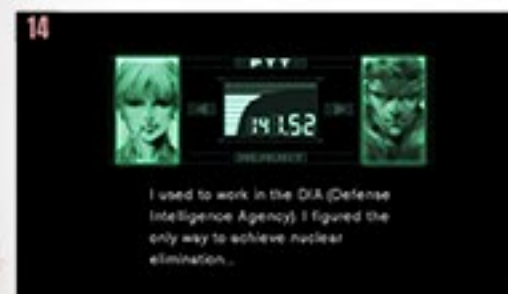 14
PTT
141.52
MEMORY
I used to work in the DIA (Defense
Intelligence Agency). I figured the
only way to achieve nuclear
elimination...